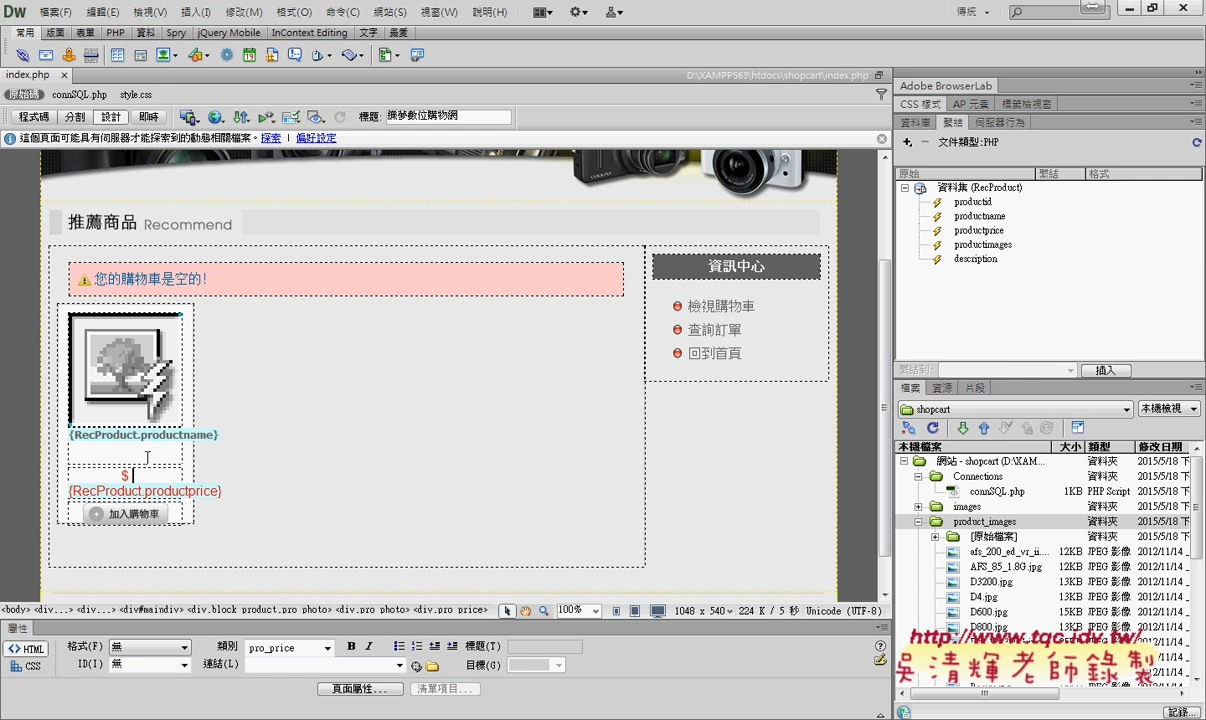 Dw 檔案(F) 編輯(E) 檢視(V) 插入(I) 修改(M) 格式(O) 命令(C) 網站(S) 視窗(W) 說明(H) 傳統
常用 版面 表單 PHP 資料 Spry jQuery Mobile InContext Editing 文字 最愛
index.php D:\XAMPP563\htdocs\shopcart\index.php
原始碼 connSQL.php style.css
程式碼 分割 設計 即時 標題:
這個頁面可能具有伺服器才能探索到的動態相關檔案。 探索 偏好設定
推薦商品 Recommend
您的購物車是空的!
{RecProduct.productname}
$
{RecProduct.productprice}
加入購物車
資訊中心
檢視購物車
查詢訂單
回到首頁
<body> <div...> <div...> <div#maindiv> <div.block product.pro photo> <div.pro photo> <div.pro price> 100% 1048 x 540 224 K / 5 秒 Unicode (UTF-8)
屬性
HTML 格式(F) 無 類別 pro_price B I 標題(T)
CSS ID(I) 無 連結(L) 目標(G)
頁面屬性... 清單項目...
Adobe BrowserLab
CSS 樣式 AP 元素 標籤檢視窗
資料庫 繫結 伺服器行為
文件類型:PHP
原始 繫結 格式
資料集 (RecProduct)
productid
productname
productprice
productimages
description
繫結到: 插入
檔案 資源 片段
shopcart 本機檢視
本機檔案 大小 類型 修改日期
網站 - shopcart (D:\XAM... 資料夾 2015/5/18 下
Connections 資料夾 2015/5/18 下
connSQL.php 1KB PHP Script 2015/5/18 下
images 資料夾 2015/5/18 下
product_images 資料夾 2015/5/18 下
[原始檔案] 資料夾 2015/5/18 下
afs_200_ed_vr_ii.... 12KB JPEG 影像 2012/11/14
AFS_85_1.8G.jpg 12KB JPEG 影像 2012/11/14
D3200.jpg 13KB JPEG 影像 2012/11/14
D4.jpg 13KB JPEG 影像 2012/11/14
D600.jpg 15KB JPEG 影像 2012/11/14
D800.jpg
http://www.tqc.idv.tw/
吳清輝老師錄製
記錄...